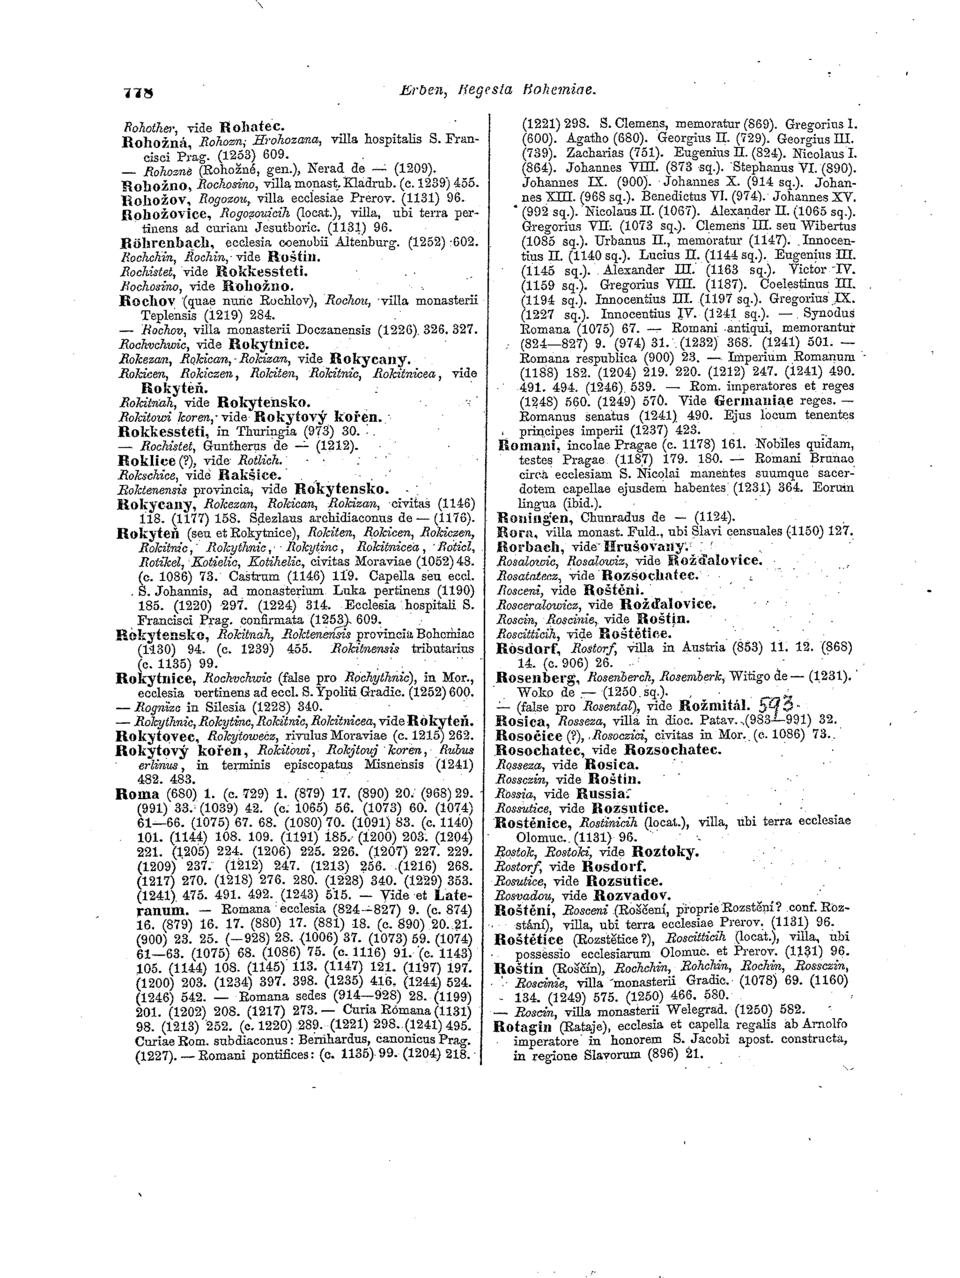 778
Erben, Regesta Bohemiae.
Rohother, vide Rohatec.
Rohožná, Rohozn, Hrohozana, villa hospitalis S. Fran-
cisci Prag. (1253) 609.
— Rohozně (Rohožné, gen.), Nerad de — (1209).
Rohožno, Rochosino, villa monast. Kladrub. (c. 1239) 455.
Rohožov, Rogozou, villa ecclesiae Prerov. (1131) 96.
Rohožovice, Rogozouicih (locat.), villa, ubi terra per-
tinens ad curiam Jesutboric. (1131) 96.
Röhrenbach, ecclesia coenobii Altenburg. (1252) 602.
Rochchin, Rochin, vide Roštin.
Rochistet, vide Rokkessteti.
Rochosino, vide Rohožno.
Rochov (quae nunc Rochlov), Rochou, villa monasterii
Teplensis (1219) 284.
— Rochov, villa monasterii Doczanensis (1226) 326. 327.
Rochvchwic, vide Rokytnice.
Rokezan, Rokican, Rokizan, vide Rokycany.
Rokicen, Rokiczen, Rokiten, Rokitnic, Rokitnicea, vide
Rokyteň.
Rokitnah, vide Rokytensko.
Rokitowi koren, vide Rokytový kořen.
Rokkessteti, in Thuringia (973) 30.
— Rochistet, Guntherus de — (1212).
Roklice (?), vide Rotlich.
Rokschice, vide Rakšice.
Roktenensis provincia, vide Rokytensko.
Rokycany, Rokezan, Rokican, Rokizan, civitas (1146)
118. (1177) 158. Sdezlaus archidiaconus de — (1176).
Rokyteň (seu et Rokytnice), Rokiten, Rokicen, Rokiczen,
Rokitnic, Rokythnic, Rokytinc, Rokitnicea, Roticl,
Rotikel, Kotielic, Kotihelic, civitas Moraviae (1052) 48.
(c. 1086) 73. Castrum (1146) 119. Capella seu eccl.
S. Johannis, ad monasterium Luka pertinens (1190)
185. (1220) 297. (1224) 314. Ecclesia hospitali S.
Francisci Prag. confirmata (1253) 609.
Rokytensko, Rokitnah, Roktenensis provincia Bohemiae
(1130) 94. (c. 1239) 455. Rokitnensis tributarius
(c. 1135) 99.
Rokytnice, Rochvchwic (false pro Rochythnic), in Mor.,
ecclesia pertinens ad eccl. S. Ypoliti Gradic. (1252) 600.
— Rognizc in Silesia (1228) 340.
— Rokythnic, Rokytinc, Rokitnic, Rokitnicea, vide Rokyteň.
Rokytovec, Rokytowecz, rivulus Moraviae (c. 1215) 262.
Rokytový kořen, Rokitowi, Rokjtouj koren, Rubus
erlinus, in terminis episcopatus Misnensis (1241)
482. 483.
Roma (680) 1. (c. 729) 1. (879) 17. (890) 20. (968) 29.
(991) 33. (1039) 42. (c. 1065) 56. (1073) 60. (1074)
61—66. (1075) 67. 68. (1080) 70. (1091) 83. (c. 1140)
101. (1144) 108. 109. (1191) 185. (1200) 203. (1204)
221. (1205) 224. (1206) 225. 226. (1207) 227. 229.
(1209) 237. (1212) 247. (1213) 256. (1216) 268.
(1217) 270. (1218) 276. 280. (1228) 340. (1229) 353.
(1241) 475. 491. 492. (1243) 515. — Vide et Late-
ranum. — Romana ecclesia (824—827) 9. (c. 874)
16. (879) 16. 17. (880) 17. (881) 18. (c. 890) 20. 21.
(900) 23. 25. (—928) 28. (1006) 37. (1073) 59. (1074)
61—63. (1075) 68. (1086) 75. (c. 1116) 91. (c. 1143)
105. (1144) 108. (1145) 113. (1147) 121. (1197) 197.
(1200) 203. (1234) 397. 398. (1235) 416. (1244) 524.
(1246) 542. — Romana sedes (914—928) 28. (1199)
201. (1202) 208. (1217) 273. — Curia Romana (1131)
98. (1213) 252. (c. 1220) 289. (1221) 298. (1241) 495.
Curiae Rom. subdiaconus: Bernhardus, canonicus Prag.
(1227). — Romani pontifices: (c. 1135) 99. (1204) 218.
(1221) 298. S. Clemens, memoratur (869). Gregorius I.
(600). Agatho (680). Georgius II. (729). Georgius III.
(739). Zacharias (751). Eugenius II. (824). Nicolaus I.
(864). Johannes VIII. (873 sq.). Stephanus VI. (890).
Johannes IX. (900). Johannes X. (914 sq.). Johan-
nes XIII. (968 sq.). Benedictus VI. (974). Johannes XV.
(992 sq.). Nicolaus II. (1067). Alexander II. (1065 sq.).
Gregorius VII. (1073 sq.). Clemens III. seu Wibertus
(1085 sq.). Urbanus II., memoratur (1147). Innocen-
tius II. (1140 sq.). Lucius II. (1144 sq.). Eugenius III.
(1145 sq.). Alexander III. (1163 sq.). Victor IV.
(1159 sq.). Gregorius VIII. (1187). Coelestinus III.
(1194 sq.). Innocentius III. (1197 sq.). Gregorius IX.
(1227 sq.). Innocentius IV. (1241 sq.). — Synodus
Romana (1075) 67. — Romani antiqui, memorantur
(824—827) 9. (974) 31. (1232) 368. (1241) 501. —
Romana respublica (900) 23. — Imperium Romanum
(1188) 182. (1204) 219. 220. (1212) 247. (1241) 490.
491. 494. (1246) 539. — Rom. imperatores et reges
(1248) 560. (1249) 570. Vide Germaniae reges. —
Romanus senatus (1241) 490. Ejus locum tenentes
principes imperii (1237) 423.
Romani, incolae Pragae (c. 1178) 161. Nobiles quidam,
testes Pragae (1187) 179. 180. — Romani Brunae
circa ecclesiam S. Nicolai manentes suumque sacer-
dotem capellae ejusdem habentes (1231) 364. Eorum
lingua (ibid.).
Roningen, Chunradus de — (1124).
Rora, villa monast. Fuld., ubi Slavi censuales (1150) 127.
Rorbach, vide Hrušovany.
Rosalowic, Rosalowiz, vide Rožďalovice.
Rosatatecz, vide Rozsochatec.
Rosceni, vide Roštění.
Rosceralowicz, vide Rožďalovice.
Roscin, Roscinie, vide Roštin.
Roscitticih, vide Roštětice.
Rosdorf, Rostorf, villa in Austria (853) 11. 12. (868)
14. (c. 906) 26.
Rosenberg, Rosenberch, Rosemberk, Witigo de — (1231).
Woko de — (1250 sq.).
— (false pro Rosental), vide Rožmitál. 593
Rosica, Rosseza, villa in dioc. Patav. (983—991) 32.
Rosočice (?), Rosoczici, civitas in Mor. (c. 1086) 73.
Rosochatec, vide Rozsochatec.
Rosseza, vide Rosica.
Rossczin, vide Roštin.
Rossia, vide Russia.
Rossutice, vide Rozsutice.
Rostěnice, Rostinicih (locat.), villa, ubi terra ecclesiae
Olomuc. (1131) 96.
Rostok, Rostoki, vide Roztoky.
Rostorf, vide Rosdorf.
Rosutice, vide Rozsutice.
Rosvadou, vide Rozvadov.
Roštění, Rosceni (Roščení, proprie Rozstění? conf. Roz-
stání), villa, ubi terra ecclesiae Prerov. (1131) 96.
Roštětice (Rozstětice?), Roscitticih (locat.), villa, ubi
possessio ecclesiarum Olomuc. et Prerov. (1131) 96.
Roštin (Roščin), Rochchin, Rohchin, Rochin, Rossczin,
Roscinie, villa monasterii Gradic. (1078) 69. (1160)
134. (1249) 575. (1250) 466. 580.
— Roscin, villa monasterii Welegrad. (1250) 582.
Rotagin (Rataje), ecclesia et capella regalis ab Arnolfo
imperatore in honorem S. Jacobi apost. constructa,
in regione Slavorum (896) 21.